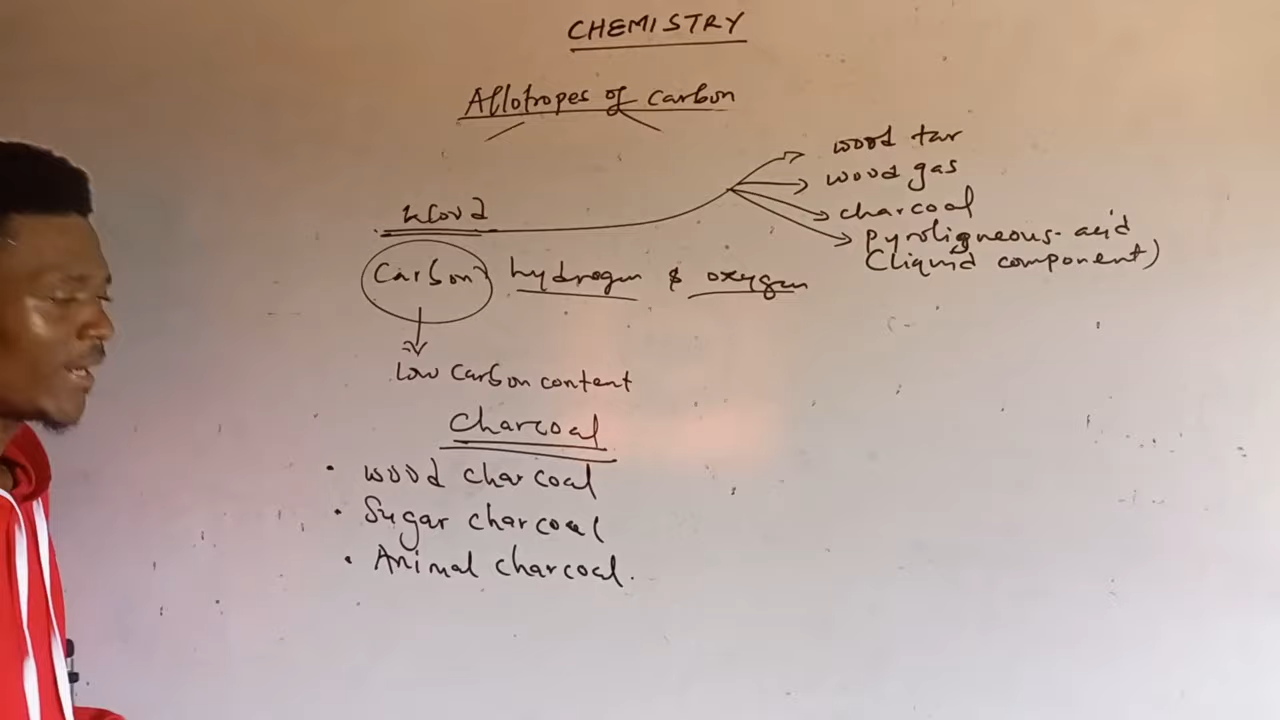 CHEMISTRY
Allotropes of carbon
wood tar
wood gas
charcoal
pyroligneous acid
(liquid component)
wood
Carbon hydrogen & oxygen
Low carbon content
Charcoal
• wood charcoal
• Sugar charcoal
• Animal charcoal.